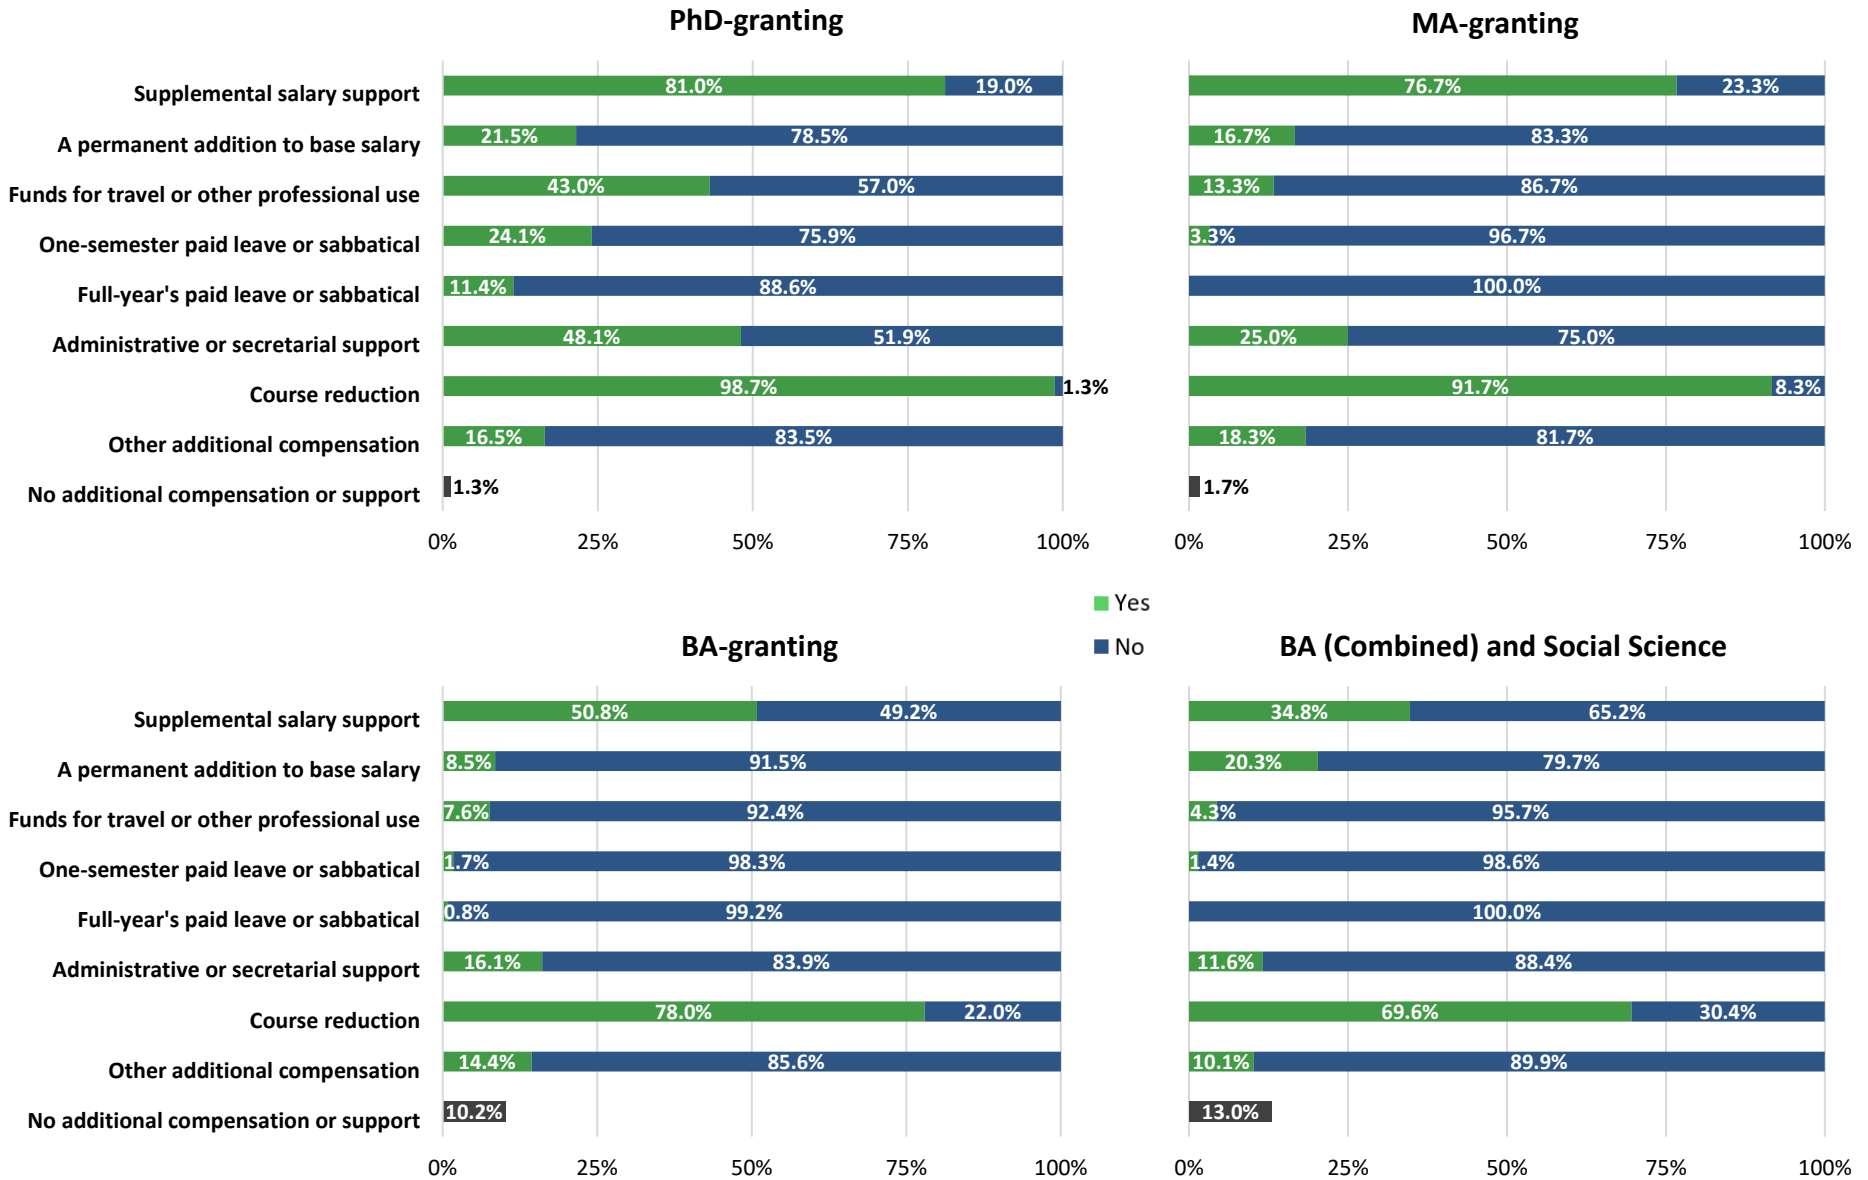 PhD-granting
Supplemental salary support 81.0% 19.0%
A permanent addition to base salary 21.5% 78.5%
Funds for travel or other professional use 43.0% 57.0%
One-semester paid leave or sabbatical 24.1% 75.9%
Full-year's paid leave or sabbatical 11.4% 88.6%
Administrative or secretarial support 48.1% 51.9%
Course reduction 98.7% 1.3%
Other additional compensation 16.5% 83.5%
No additional compensation or support 1.3%
0% 25% 50% 75% 100%
MA-granting
76.7% 23.3%
16.7% 83.3%
13.3% 86.7%
3.3% 96.7%
100.0%
25.0% 75.0%
91.7% 8.3%
18.3% 81.7%
1.7%
0% 25% 50% 75% 100%
Yes
No
BA-granting
Supplemental salary support 50.8% 49.2%
A permanent addition to base salary 8.5% 91.5%
Funds for travel or other professional use 7.6% 92.4%
One-semester paid leave or sabbatical 1.7% 98.3%
Full-year's paid leave or sabbatical 0.8% 99.2%
Administrative or secretarial support 16.1% 83.9%
Course reduction 78.0% 22.0%
Other additional compensation 14.4% 85.6%
No additional compensation or support 10.2%
0% 25% 50% 75% 100%
BA (Combined) and Social Science
34.8% 65.2%
20.3% 79.7%
4.3% 95.7%
1.4% 98.6%
100.0%
11.6% 88.4%
69.6% 30.4%
10.1% 89.9%
13.0%
0% 25% 50% 75% 100%